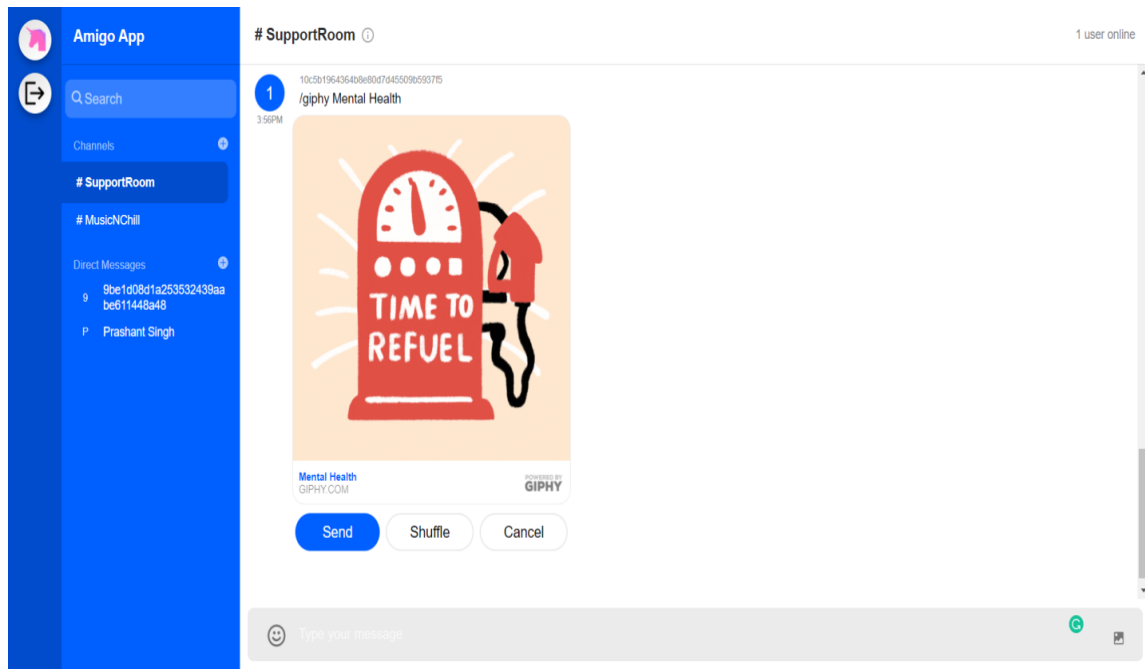 Amigo App
# SupportRoom
1 user online
Search
Channels
# SupportRoom
# MusicNChill
Direct Messages
9
9be1d08d1a253532439aa
be611448a48
P
Prashant Singh
1
10c5b1964364b8e80d7d45509b5937f5
/giphy Mental Health
3:56PM
TIME TO
REFUEL
Mental Health
GIPHY.COM
POWERED BY
GIPHY
Send
Shuffle
Cancel
Type your message